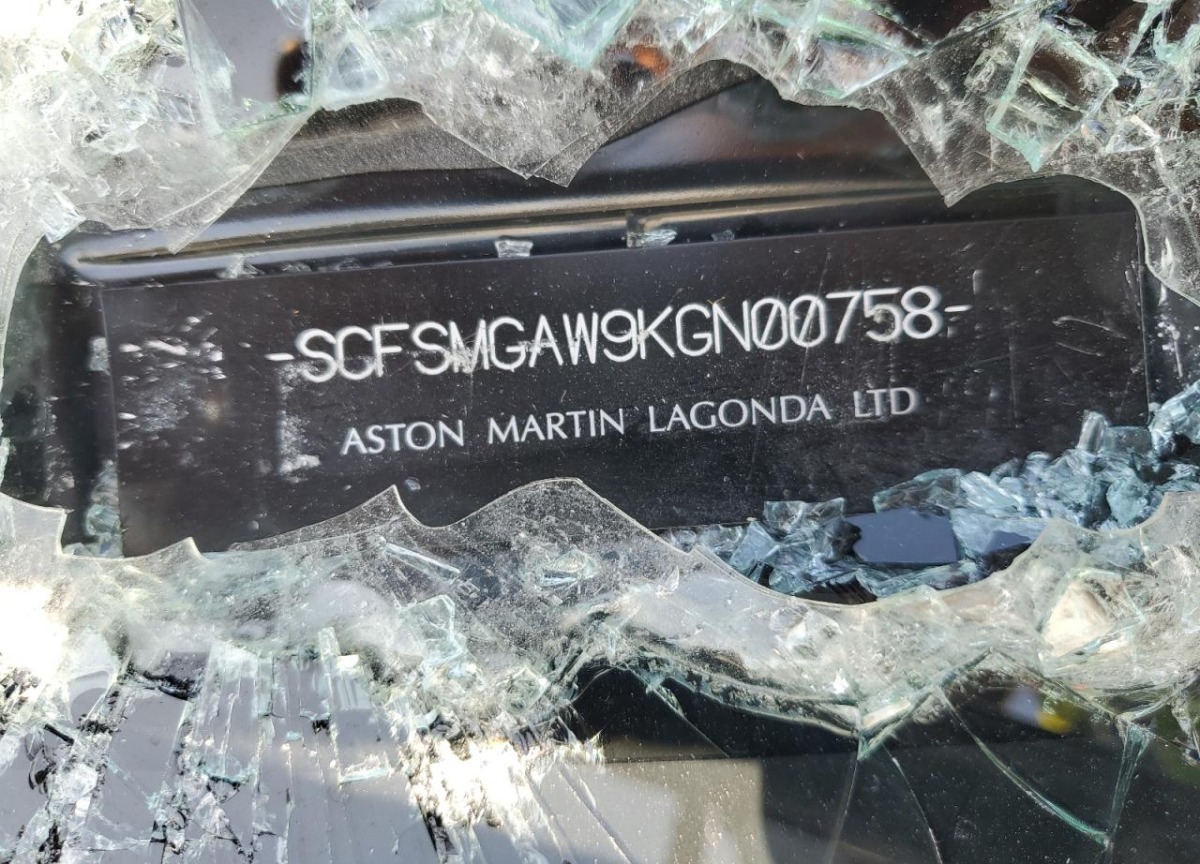 -SCFSMGAW9KGN00758-
ASTON MARTIN LAGONDA LTD